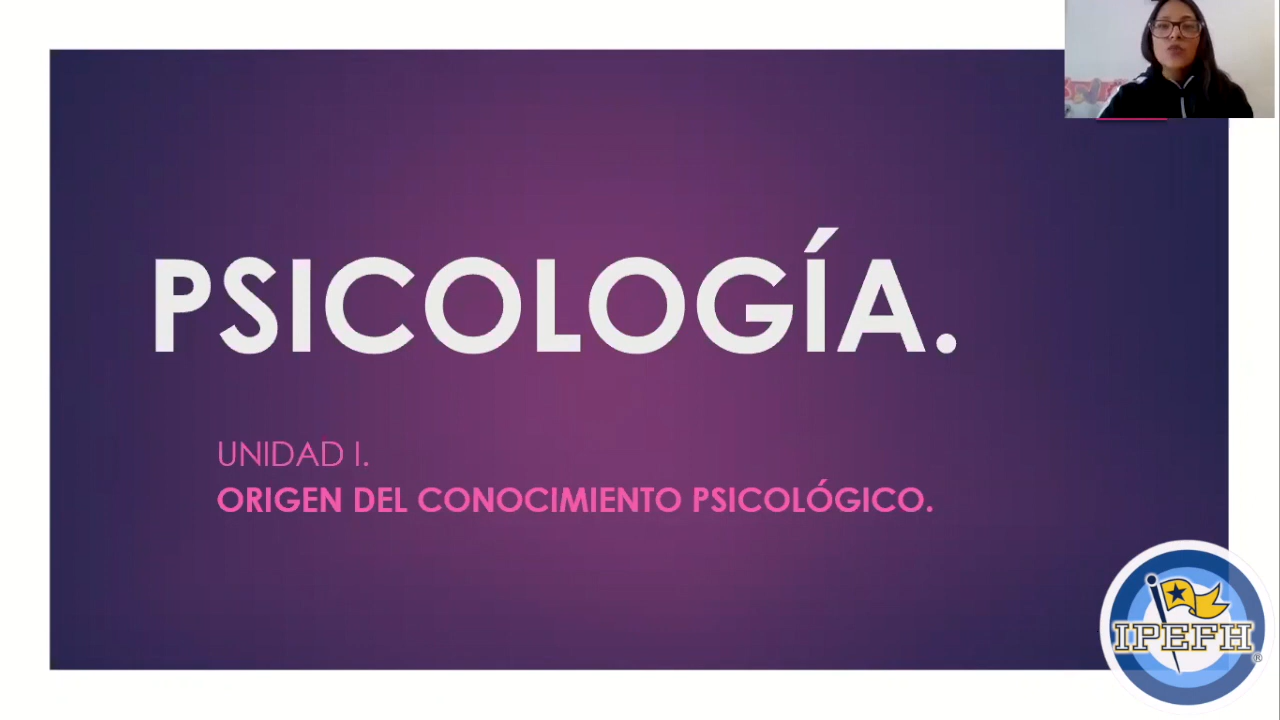 PSICOLOGÍA.
UNIDAD I.
ORIGEN DEL CONOCIMIENTO PSICOLÓGICO.
IPEFH
®